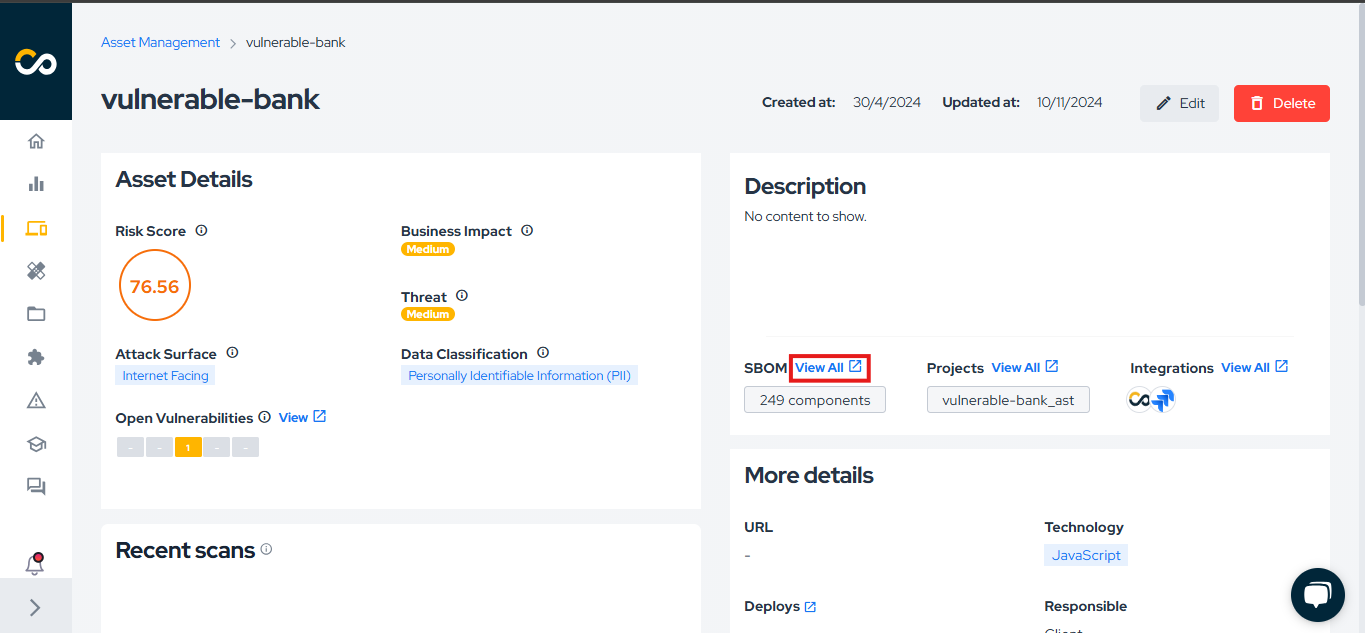 Asset Management > vulnerable-bank
vulnerable-bank
Created at: 30/4/2024 Updated at: 10/11/2024 Edit Delete
Asset Details
Risk Score
76.56
Business Impact
Medium
Threat
Medium
Attack Surface
Internet Facing
Data Classification
Personally Identifiable Information (PII)
Open Vulnerabilities View
- - 1 - -
Recent scans
Description
No content to show.
SBOM View All
249 components
Projects View All
vulnerable-bank_ast
Integrations View All
More details
URL
-
Technology
JavaScript
Deploys
Responsible
Client